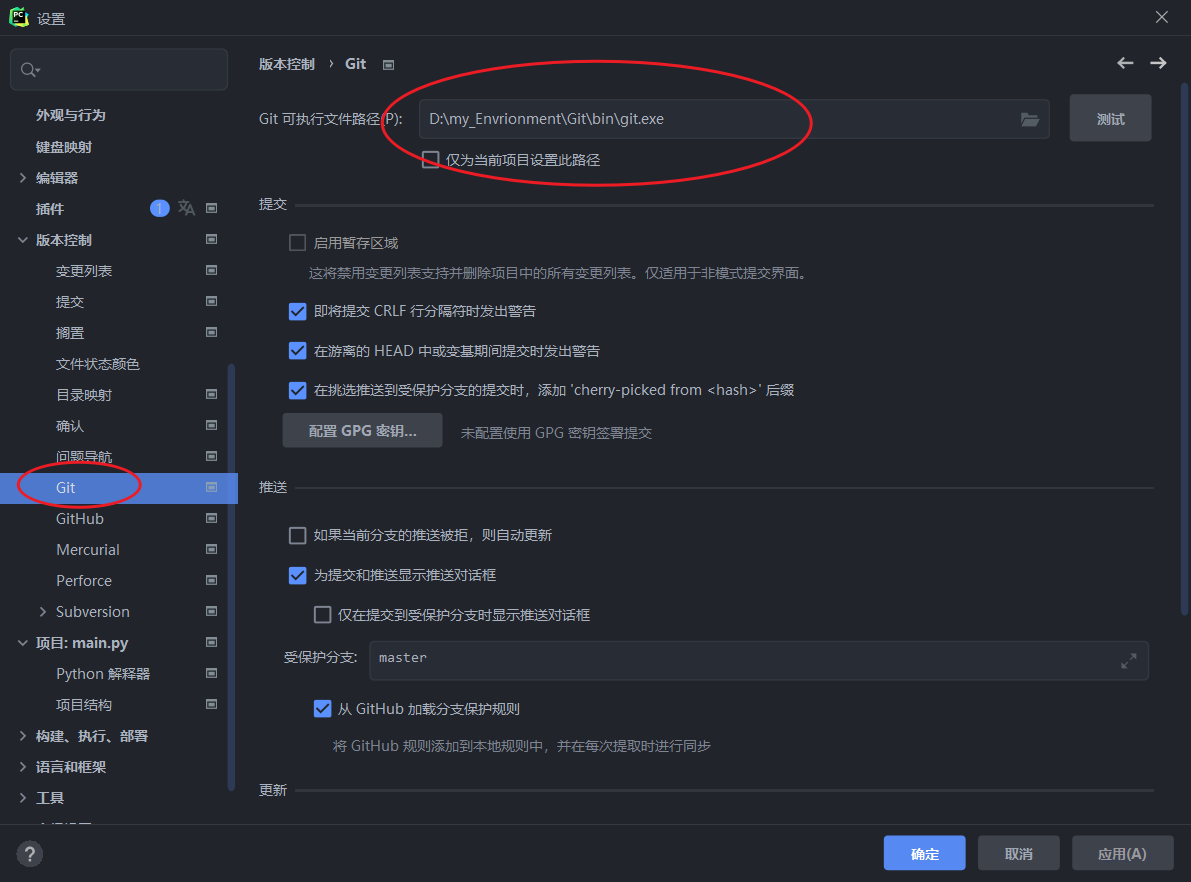 PC 设置
版本控制 › Git
外观与行为
键盘映射
编辑器
插件 1
版本控制
变更列表
提交
搁置
文件状态颜色
目录映射
确认
问题导航
Git
GitHub
Mercurial
Perforce
Subversion
项目: main.py
Python 解释器
项目结构
构建、执行、部署
语言和框架
工具
Git 可执行文件路径(P): D:\my_Envrionment\Git\bin\git.exe 测试
仅为当前项目设置此路径
提交
启用暂存区域
这将禁用变更列表支持并删除项目中的所有变更列表。仅适用于非模式提交界面。
即将提交 CRLF 行分隔符时发出警告
在游离的 HEAD 中或变基期间提交时发出警告
在挑选推送到受保护分支的提交时，添加 'cherry-picked from <hash>' 后缀
配置 GPG 密钥... 未配置使用 GPG 密钥签署提交
推送
如果当前分支的推送被拒，则自动更新
为提交和推送显示推送对话框
仅在提交到受保护分支时显示推送对话框
受保护分支: master
从 GitHub 加载分支保护规则
将 GitHub 规则添加到本地规则中，并在每次提取时进行同步
更新
? 确定 取消 应用(A)